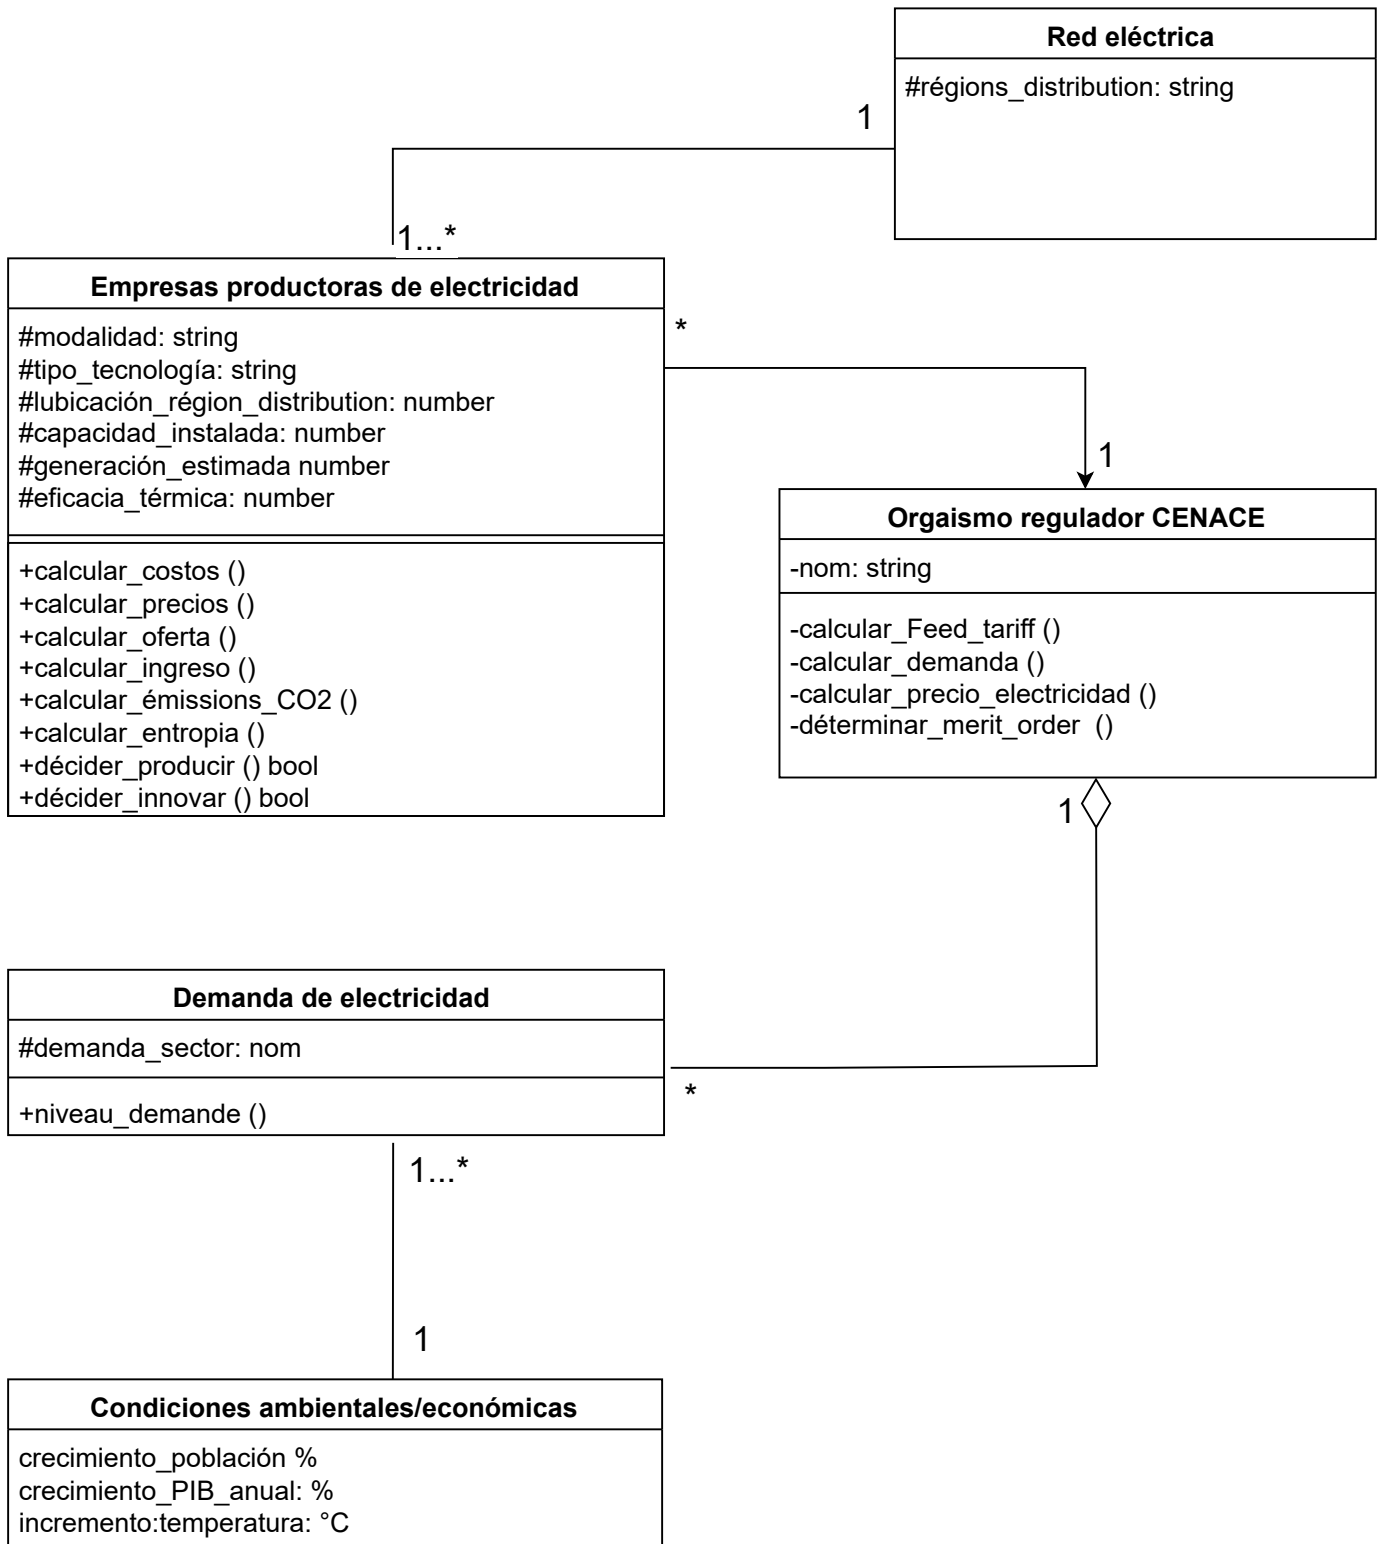 Red eléctrica
#régions_distribution: string
1
1...*
Empresas productoras de electricidad
#modalidad: string
#tipo_tecnología: string
#lubicación_région_distribution: number
#capacidad_instalada: number
#generación_estimada number
#eficacia_térmica: number
+calcular_costos ()
+calcular_precios ()
+calcular_oferta ()
+calcular_ingreso ()
+calcular_émissions_CO2 ()
+calcular_entropia ()
+décider_producir () bool
+décider_innovar () bool
*
1
Orgaismo regulador CENACE
-nom: string
-calcular_Feed_tariff ()
-calcular_demanda ()
-calcular_precio_electricidad ()
-déterminar_merit_order  ()
1
Demanda de electricidad
#demanda_sector: nom
+niveau_demande ()
*
1...*
1
Condiciones ambientales/económicas
crecimiento_población %
crecimiento_PIB_anual: %
incremento:temperatura: °C